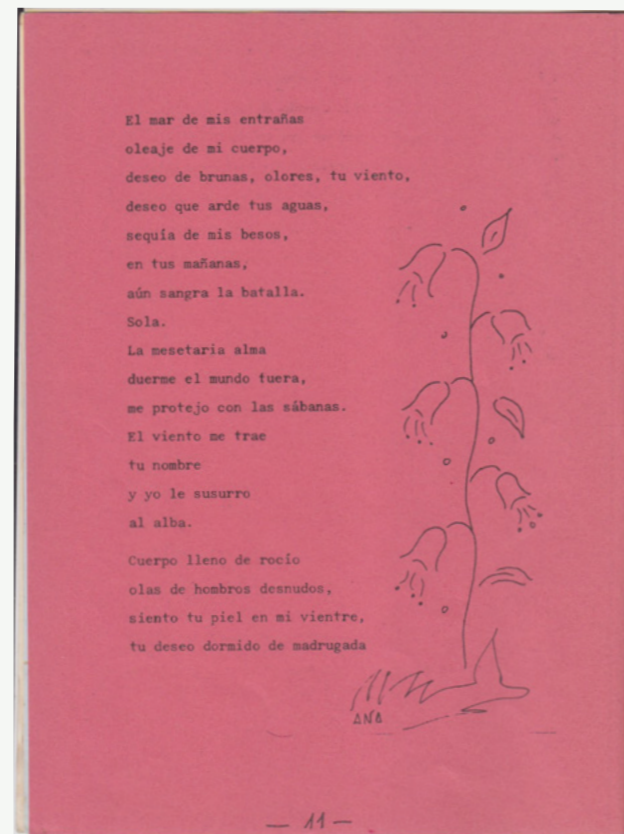 El mar de mis entrañas
oleaje de mi cuerpo,
deseo de brunas, olores, tu viento,
deseo que arde tus aguas,
sequía de mis besos,
en tus mañanas,
aún sangra la batalla.
Sola.
La mesetaria alma
duerme el mundo fuera,
me protejo con las sábanas.
El viento me trae
tu nombre
y yo le susurro
al alba.
Cuerpo lleno de rocío
olas de hombros desnudos,
siento tu piel en mi vientre,
tu deseo dormido de madrugada
ANA
— 11 —